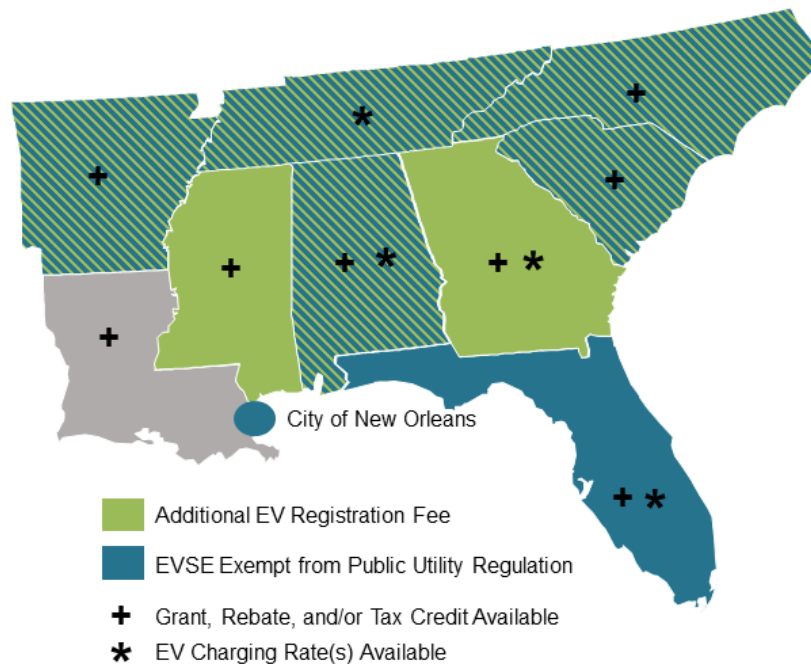 City of New Orleans
Additional EV Registration Fee
EVSE Exempt from Public Utility Regulation
Grant, Rebate, and/or Tax Credit Available
EV Charging Rate(s) Available